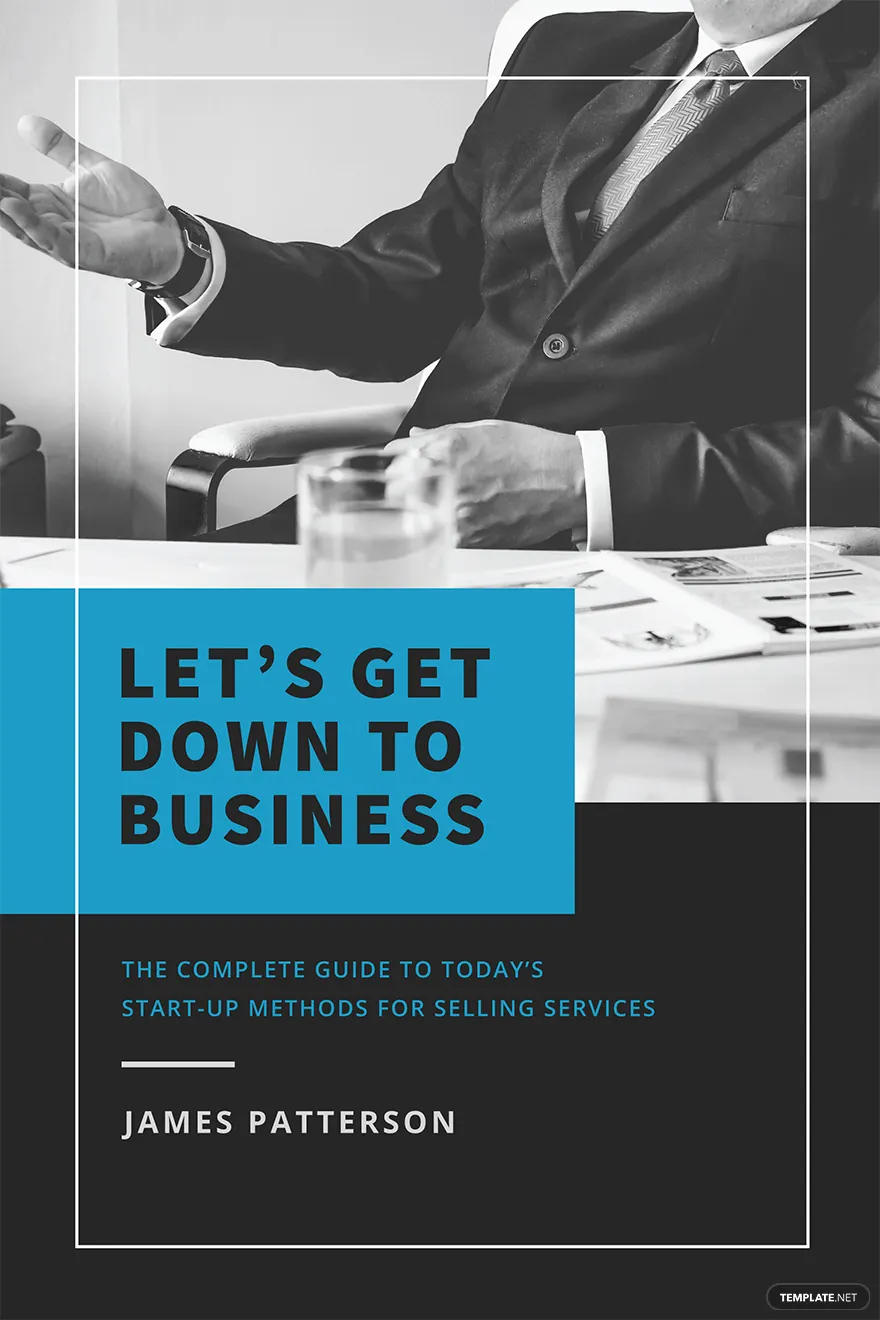 LET’S GET
DOWN TO
BUSINESS
THE COMPLETE GUIDE TO TODAY’S
START-UP METHODS FOR SELLING SERVICES
JAMES PATTERSON
TEMPLATE.NET